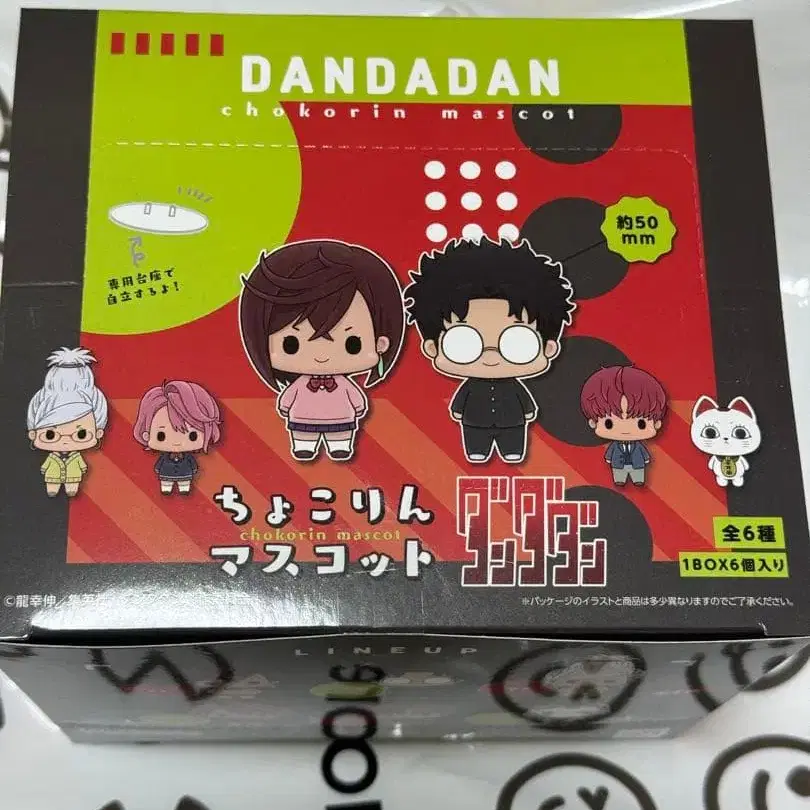 DANDADAN
chokorin mascot
約50
mm
専用台座で
自立するよ!
ちょこりん
chokorin mascot
マスコット
ダンダダン
全6種
1BOX6個入り
©龍幸伸/集英社
※パッケージのイラストと商品は多少異なりますのでご了承ください。
LINEUP